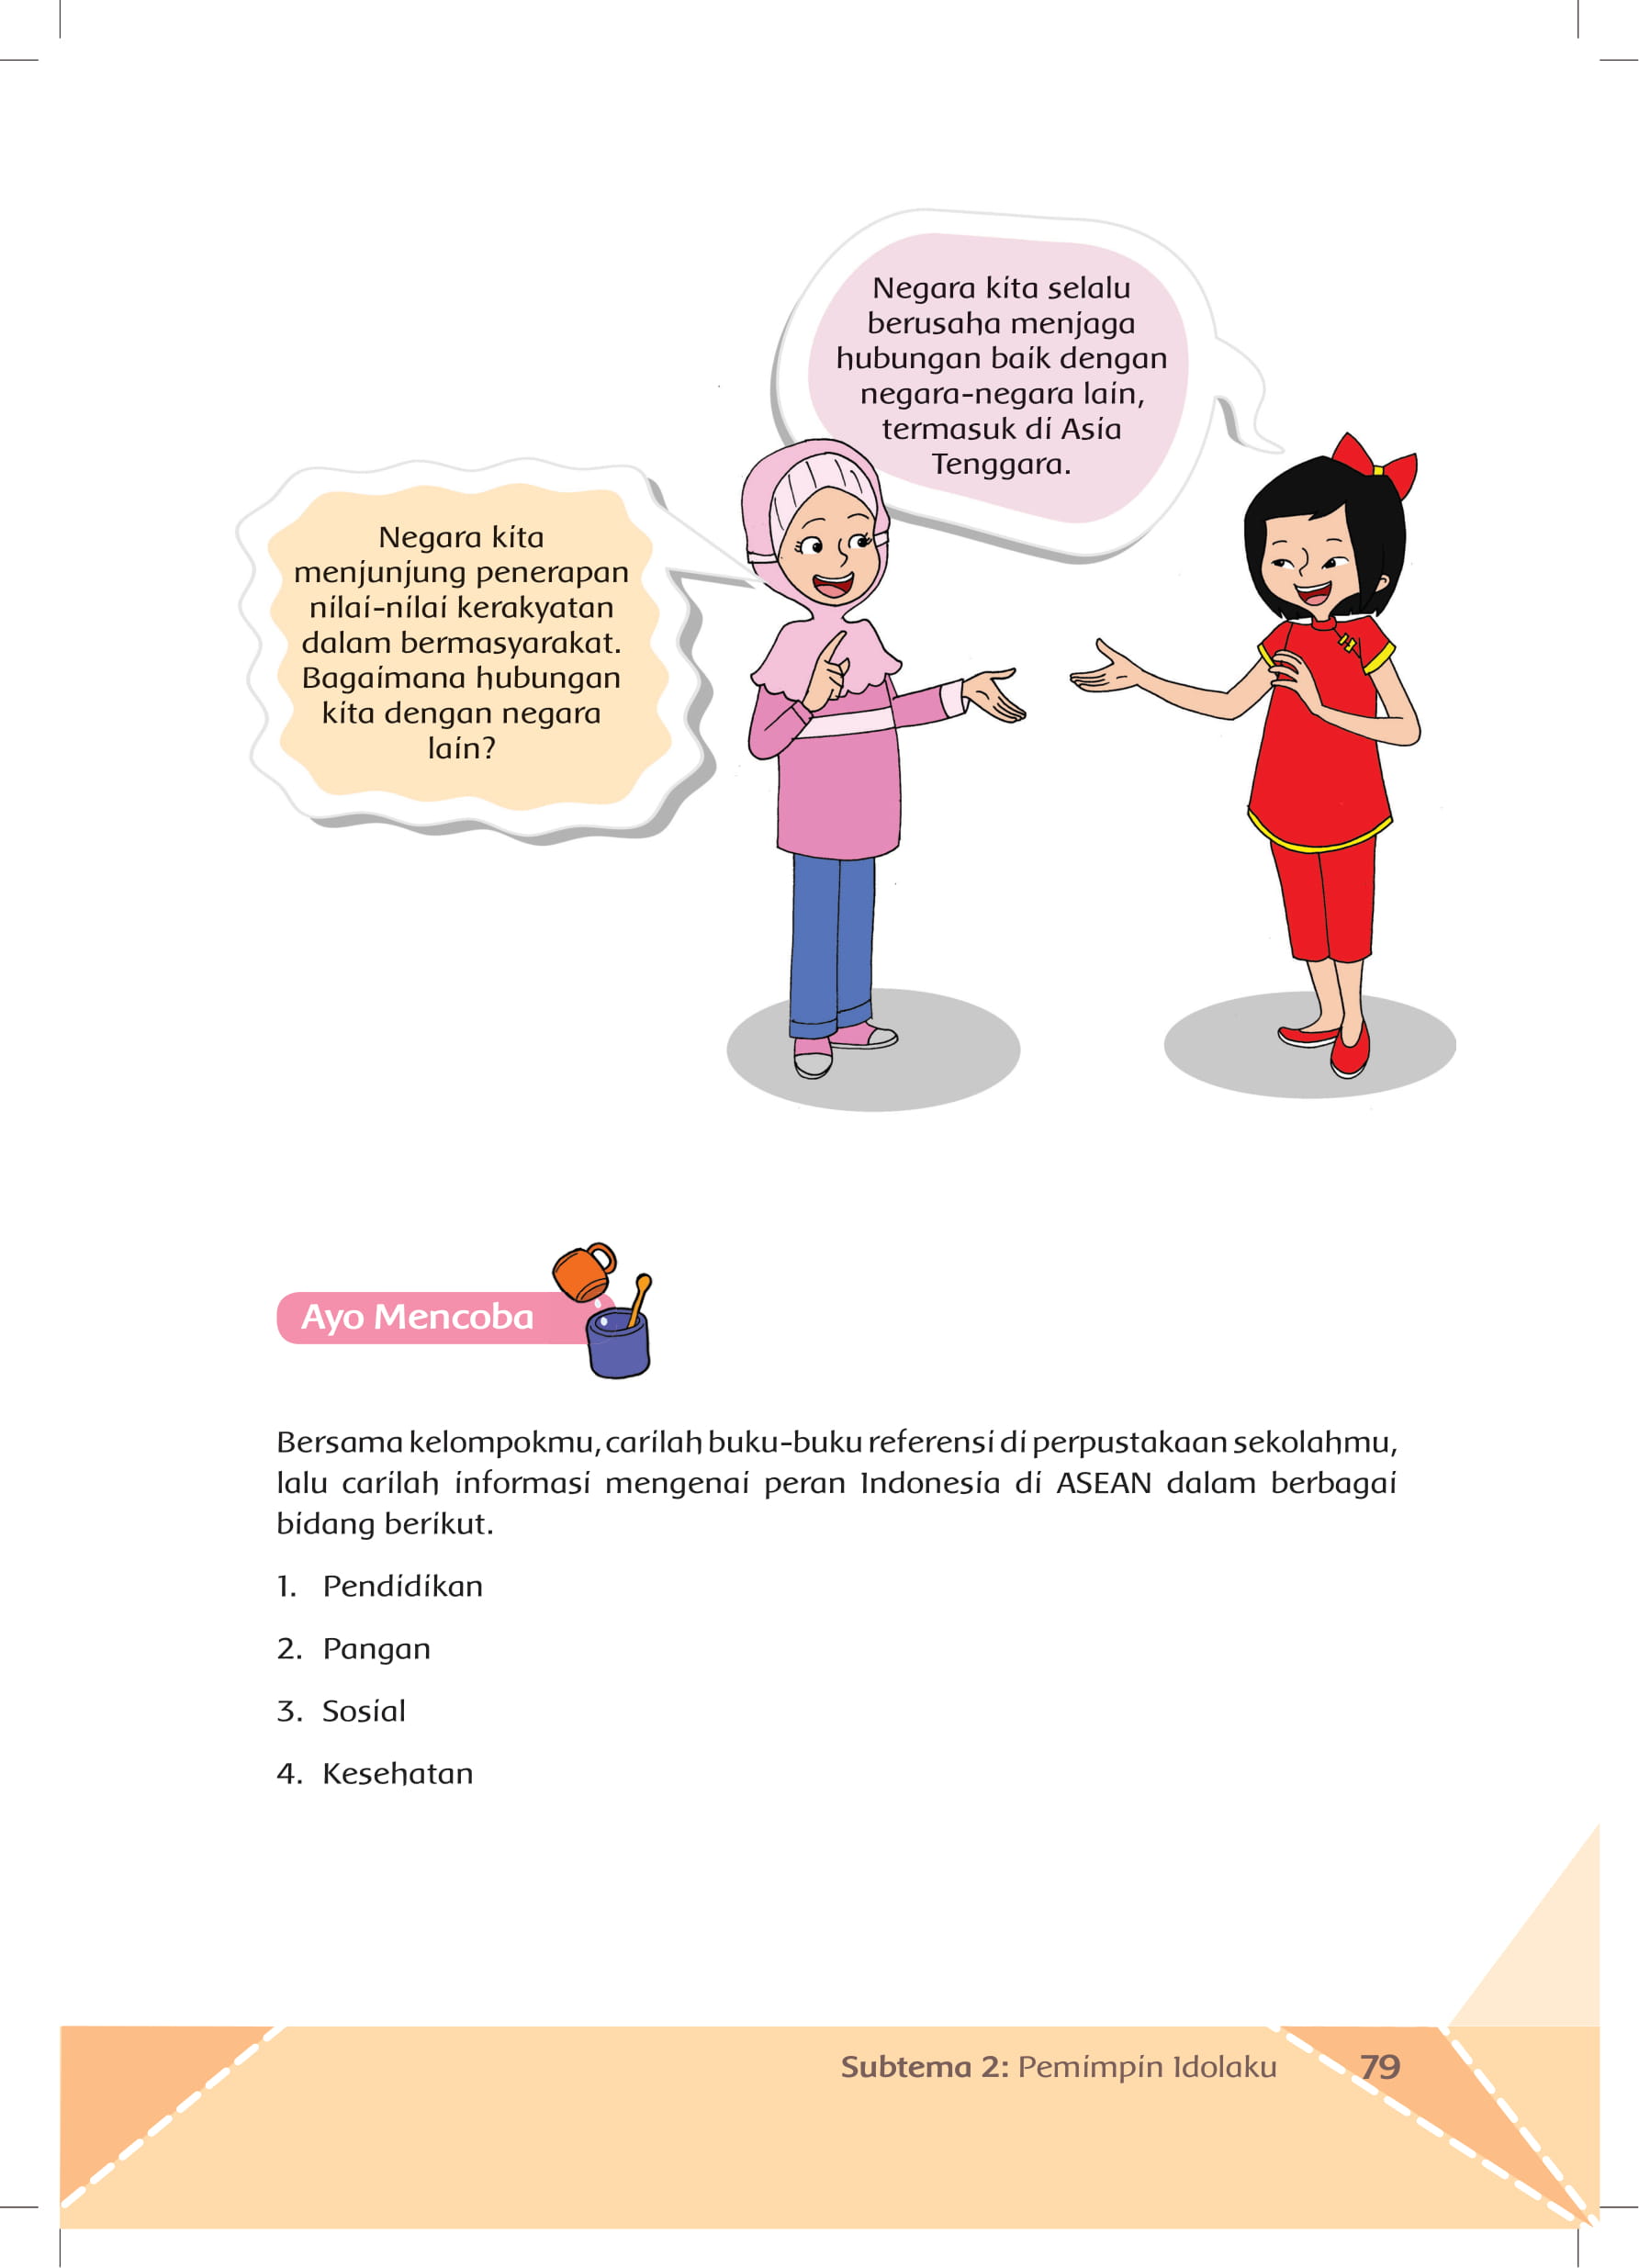 Negara kita selalu
berusaha menjaga
hubungan baik dengan
negara-negara lain,
termasuk di Asia
Tenggara.
Negara kita
menjunjung penerapan
nilai-nilai kerakyatan
dalam bermasyarakat.
Bagaimana hubungan
kita dengan negara
lain?
Ayo Mencoba
Bersama kelompokmu, carilah buku-buku referensi di perpustakaan sekolahmu,
lalu carilah informasi mengenai peran Indonesia di ASEAN dalam berbagai
bidang berikut.
1. Pendidikan
2. Pangan
3. Sosial
4. Kesehatan
Subtema 2: Pemimpin Idolaku 79